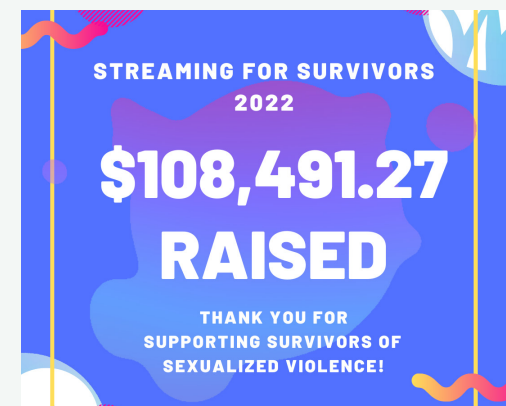 STREAMING FOR SURVIVORS
2022
$108,491.27
RAISED
THANK YOU FOR
SUPPORTING SURVIVORS OF
SEXUALIZED VIOLENCE!